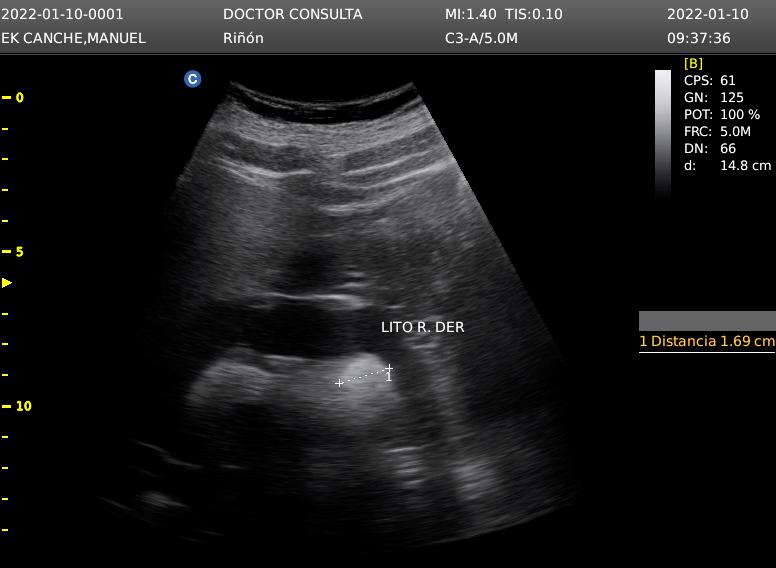 2022-01-10-0001 DOCTOR CONSULTA MI:1.40 TIS:0.10 2022-01-10
EK CANCHE,MANUEL Riñón C3-A/5.0M 09:37:36
C
[B]
CPS: 61
GN: 125
POT: 100 %
FRC: 5.0M
DN: 66
d: 14.8 cm
0
5
10
LITO R. DER
1
1 Distancia 1.69 cm